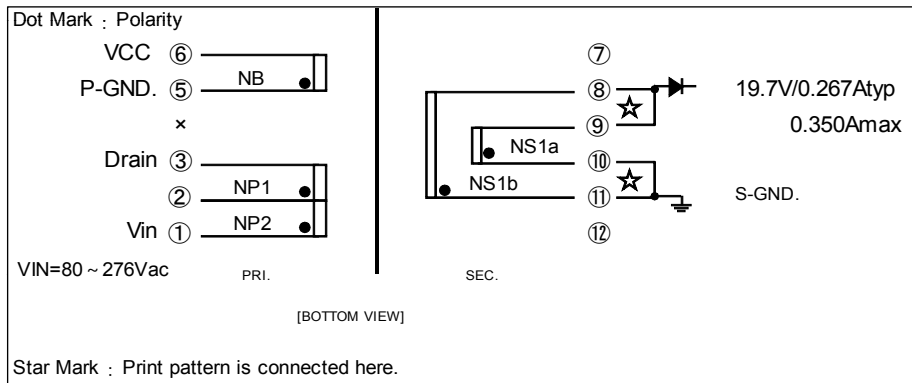 Dot Mark : Polarity
VCC ⑥
P-GND. ⑤ NB
×
Drain ③
② NP1
Vin ① NP2
VIN=80~276Vac
PRI.
⑦
⑧ 19.7V/0.267Atyp
☆
⑨ 0.350Amax
NS1a
⑩
☆
NS1b ⑪ S-GND.
⑫
SEC.
[BOTTOM VIEW]
Star Mark : Print pattern is connected here.